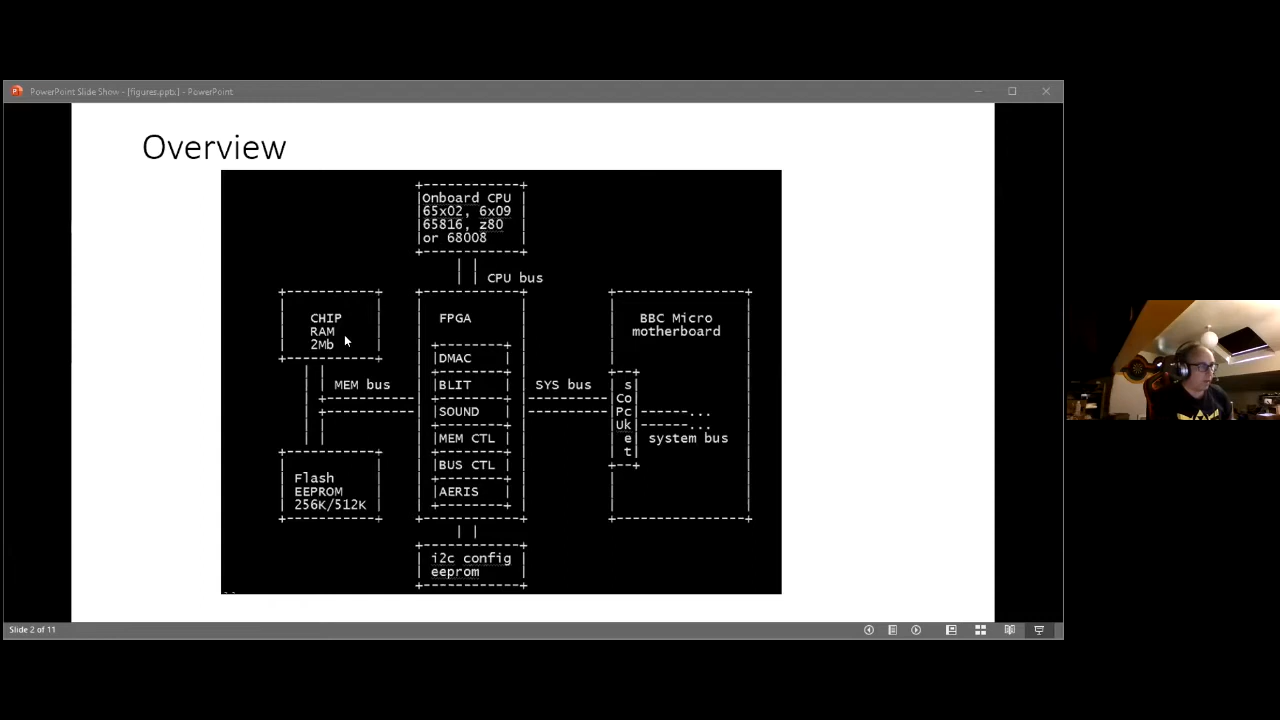 PowerPoint Slide Show - [figures.pptx] - PowerPoint
Overview
Onboard CPU
65x02, 6x09
65816, z80
or 68008
CPU bus
CHIP
RAM
2Mb
FPGA
BBC Micro
motherboard
DMAC
MEM bus
BLIT
SYS bus
SOUND
MEM CTL
BUS CTL
AERIS
s
Co
Pc
Uk
e
t
...
...
system bus
Flash
EEPROM
256K/512K
i2c config
eeprom
Slide 2 of 11